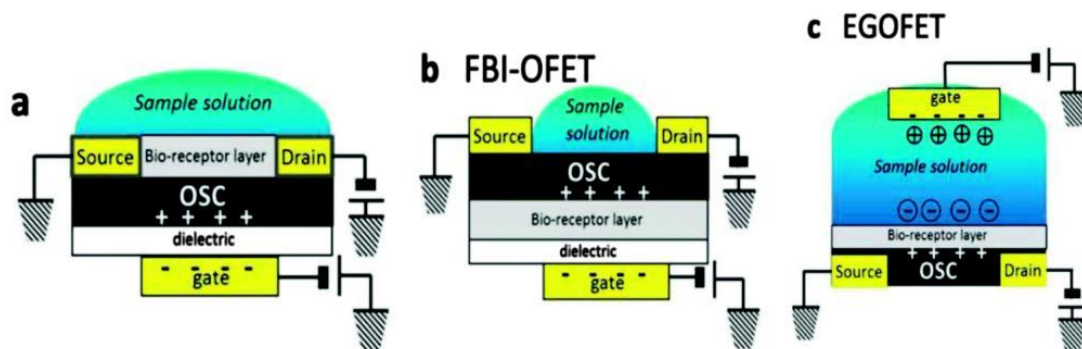 a
Sample solution
Source Bio-receptor layer Drain
OSC
+ + + +
dielectric
- - - -
gate
b FBI-OFET
Sample
solution
Source Drain
OSC
+ + + +
Bio-receptor layer
dielectric
- - - -
gate
c EGOFET
gate
- - - -
+ + + +
Sample solution
- - - -
Bio-receptor layer
+ + + +
Source OSC Drain